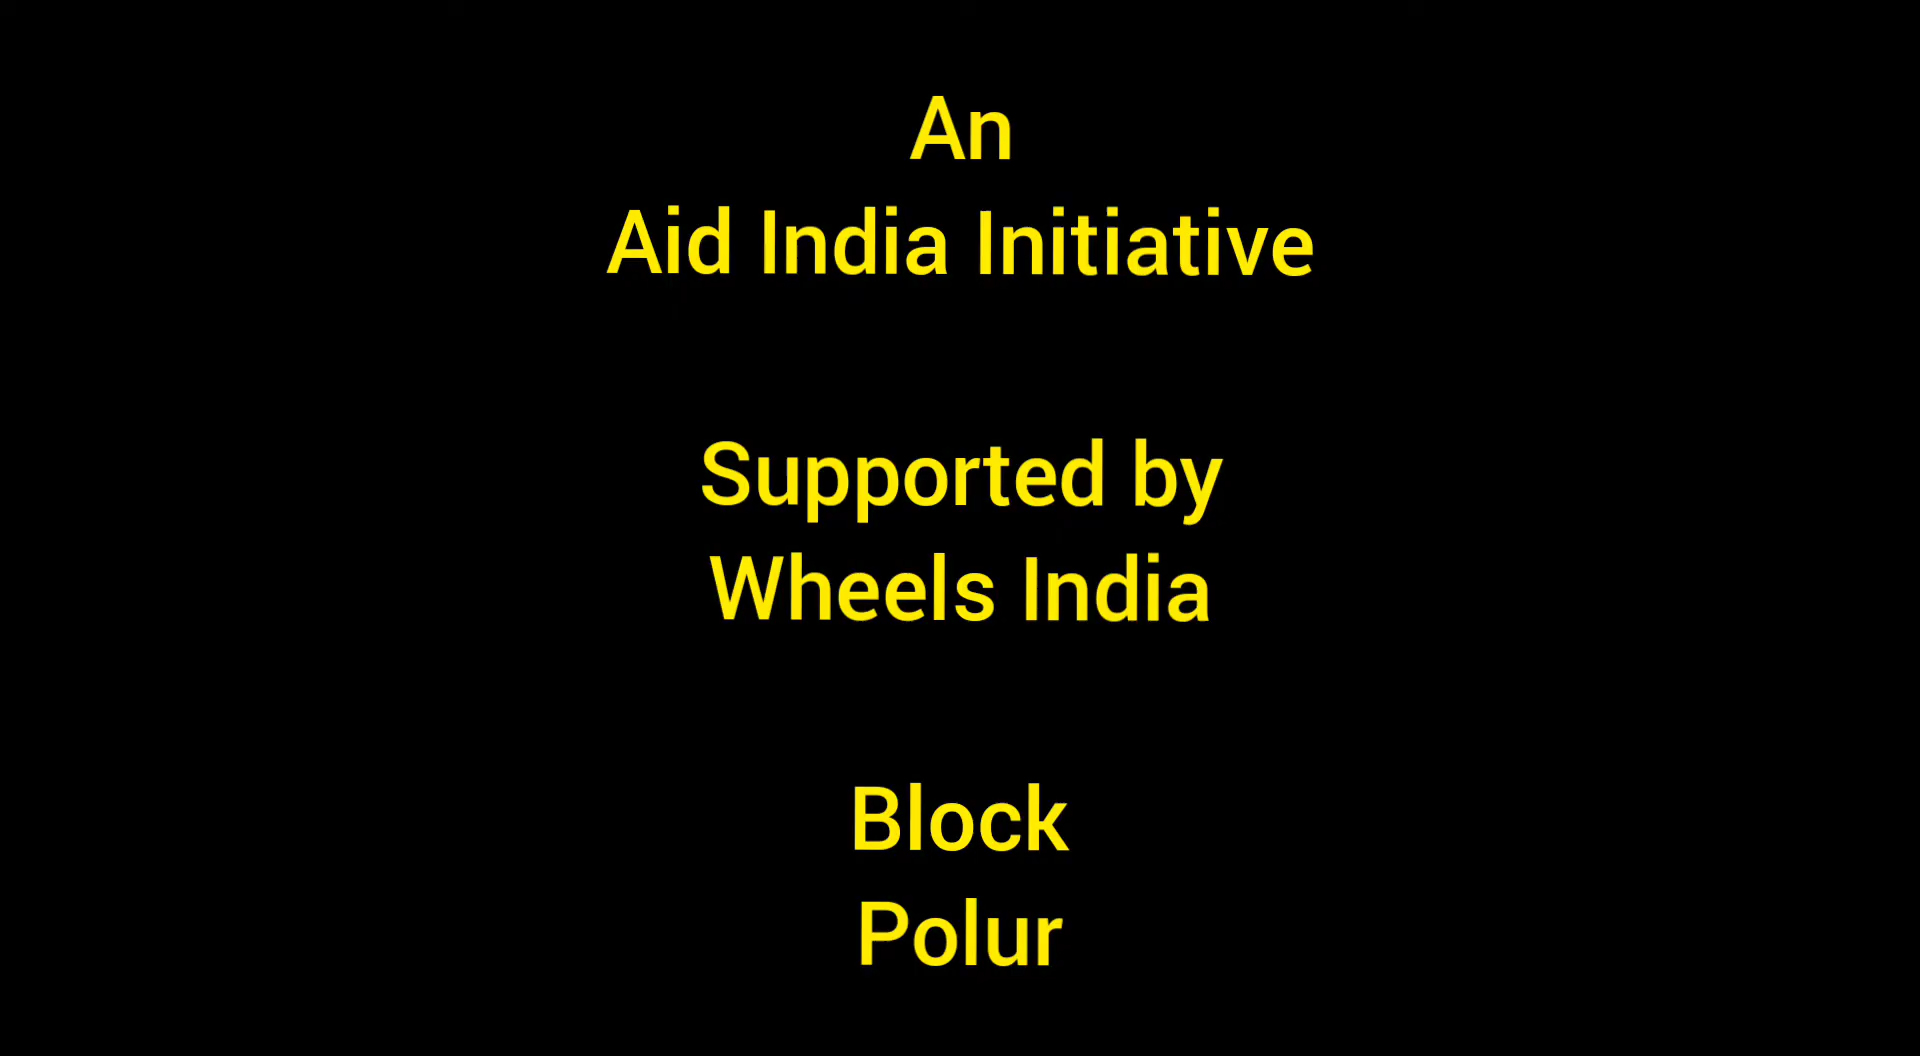 An
Aid India Initiative
Supported by
Wheels India
Block
Polur